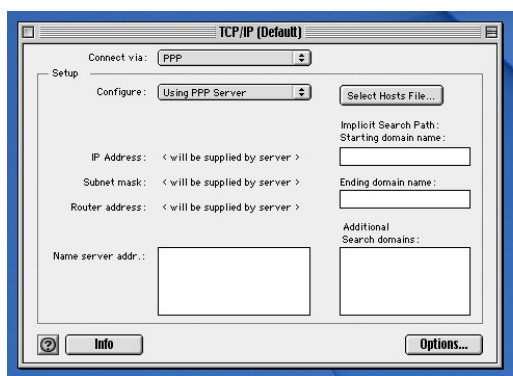 TCP/IP (Default)
Connect via: PPP
Setup
Configure: Using PPP Server
Select Hosts File...
Implicit Search Path:
Starting domain name:
IP Address: < will be supplied by server >
Subnet mask: < will be supplied by server >
Ending domain name:
Router address: < will be supplied by server >
Additional
Search domains:
Name server addr.:
?
Info
Options...